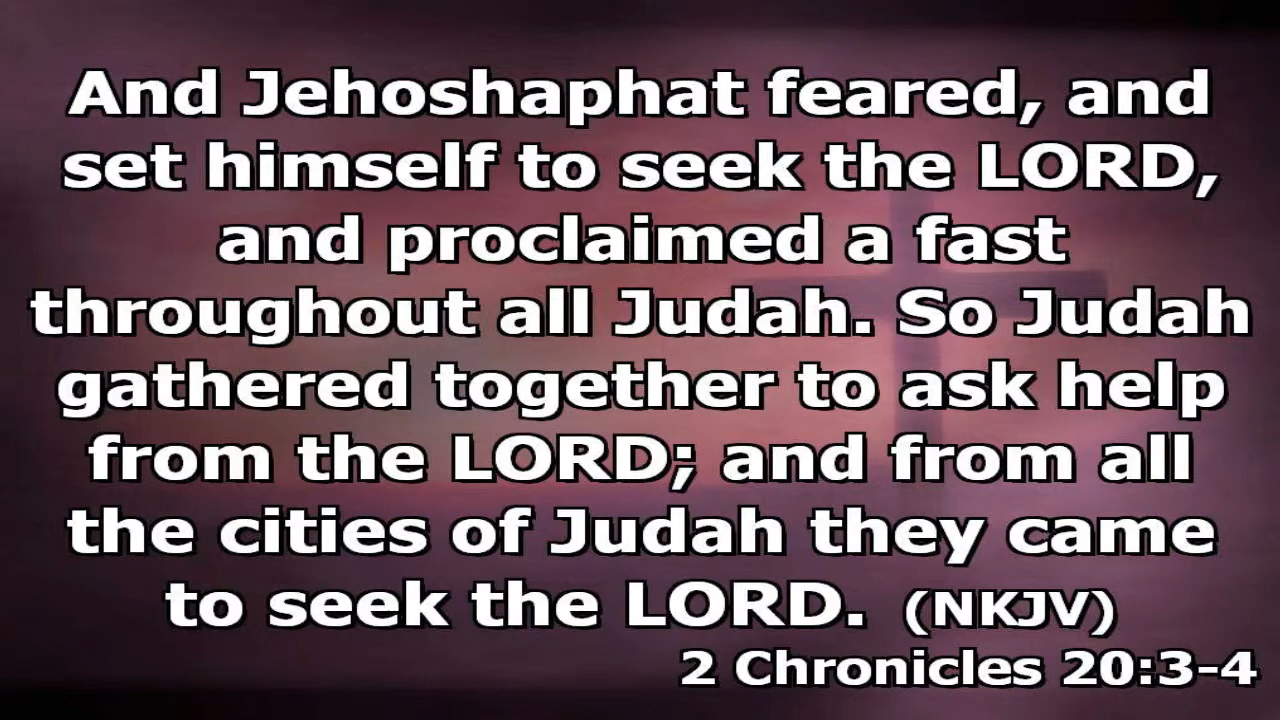 And Jehoshaphat feared, and
set himself to seek the LORD,
and proclaimed a fast
throughout all Judah. So Judah
gathered together to ask help
from the LORD; and from all
the cities of Judah they came
to seek the LORD. (NKJV)
2 Chronicles 20:3-4